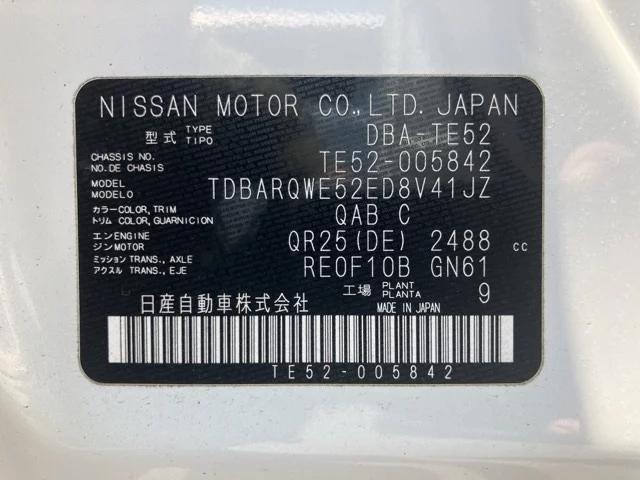 NISSAN MOTOR CO.,LTD. JAPAN
型式 TYPE TIPO DBA-TE52
CHASSIS NO.
NO.DE CHASSIS TE52-005842
MODEL
MODELO TDBARQWE52ED8V41JZ
カラー COLOR, TRIM
トリム COLOR, GUARNICION QAB C
エンENGINE
ジンMOTOR QR25(DE) 2488 cc
ミッション TRANS., AXLE
アクスル TRANS., EJE RE0F10B GN61
工場 PLANT PLANTA 9
日産自動車株式会社 MADE IN JAPAN
TE52-005842